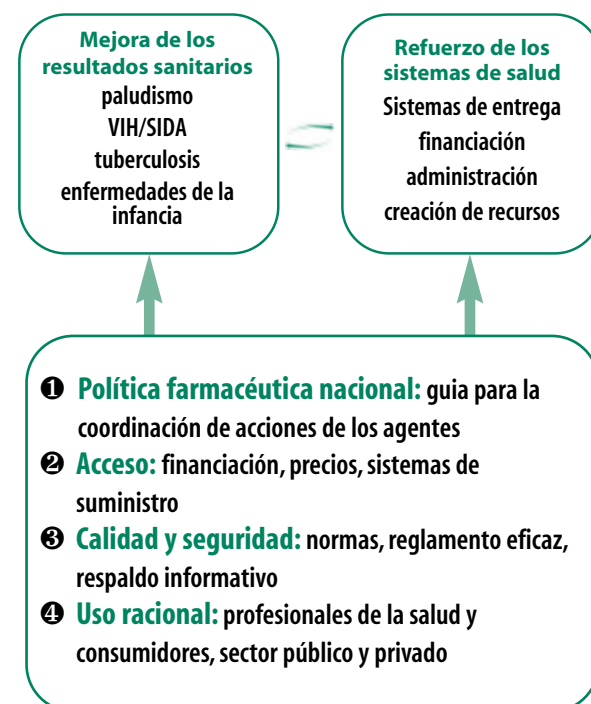 Mejora de los
resultados sanitarios
paludismo
VIH/SIDA
tuberculosis
enfermedades de la
infancia
Refuerzo de los
sistemas de salud
Sistemas de entrega
financiación
administración
creación de recursos
❶ Política farmacéutica nacional: guia para la
coordinación de acciones de los agentes
❷ Acceso: financiación, precios, sistemas de
suministro
❸ Calidad y seguridad: normas, reglamento eficaz,
respaldo informativo
❹ Uso racional: profesionales de la salud y
consumidores, sector público y privado